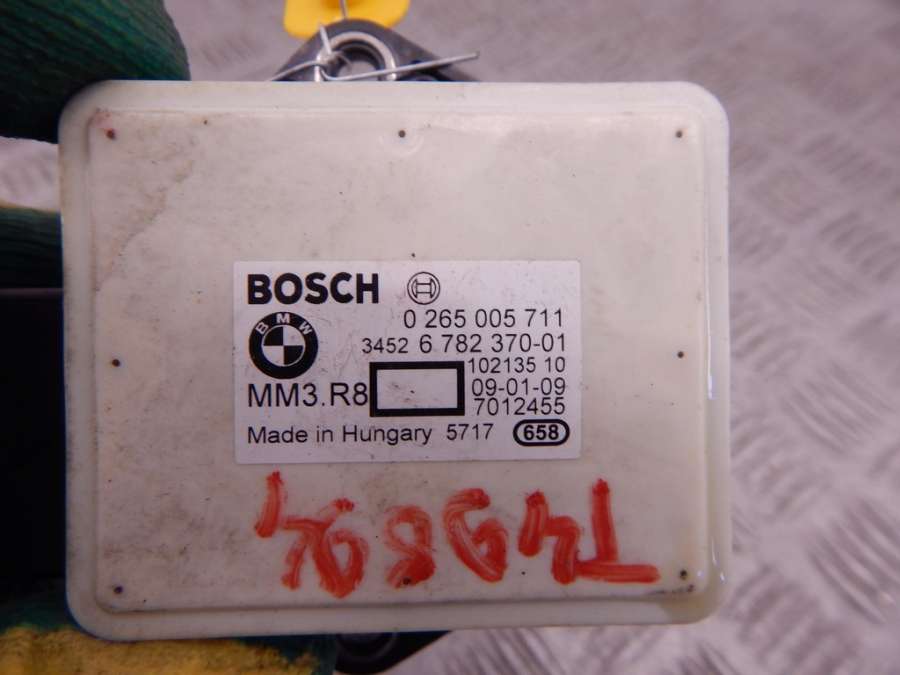 BOSCH
BMW
0 265 005 711
3452 6 782 370-01
102135 10
MM3.R8 09-01-09
7012455
Made in Hungary 5717 658